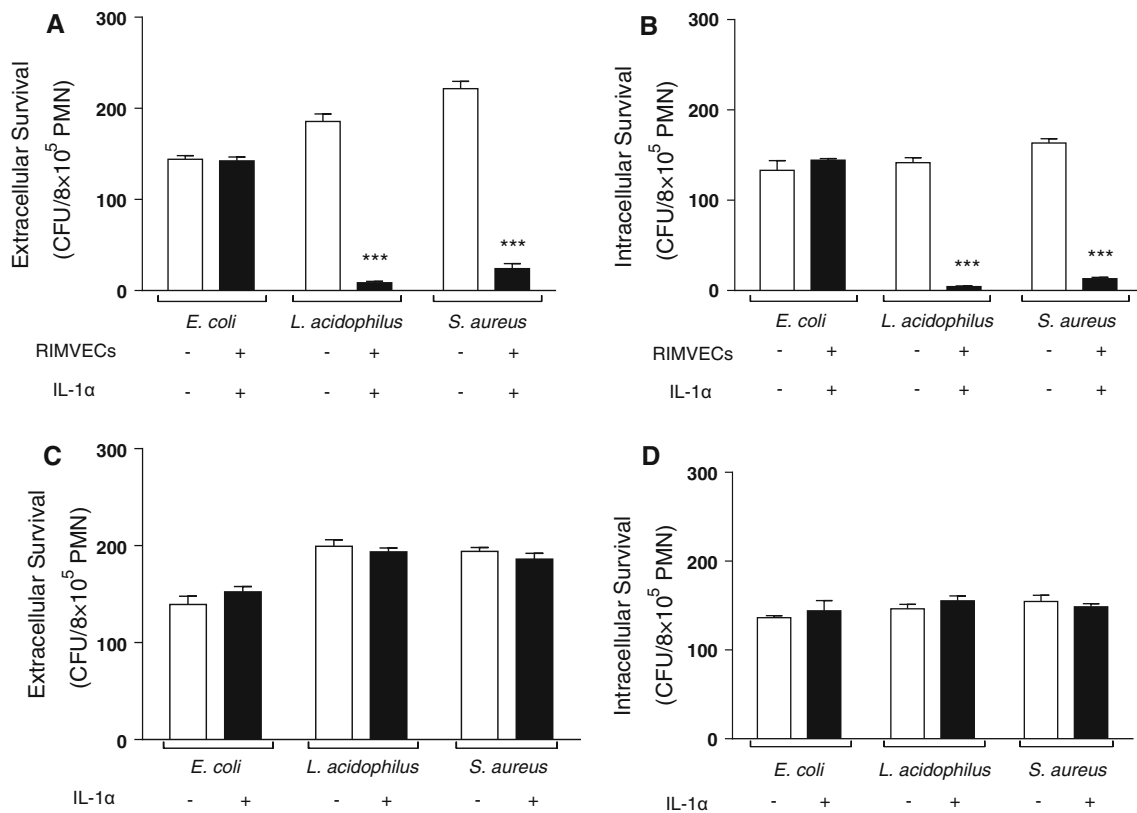 A
Extracellular Survival
(CFU/8×10⁵ PMN)
300
200
100
0
***
***
E. coli L. acidophilus S. aureus
RIMVECs - + - + - +
IL-1α - + - + - +
B
Intracellular Survival
(CFU/8×10⁵ PMN)
300
200
100
0
***
***
E. coli L. acidophilus S. aureus
RIMVECs - + - + - +
IL-1α - + - + - +
C
Extracellular Survival
(CFU/8×10⁵ PMN)
300
200
100
0
E. coli L. acidophilus S. aureus
IL-1α - + - + - +
D
Intracellular Survival
(CFU/8×10⁵ PMN)
300
200
100
0
E. coli L. acidophilus S. aureus
IL-1α - + - + - +